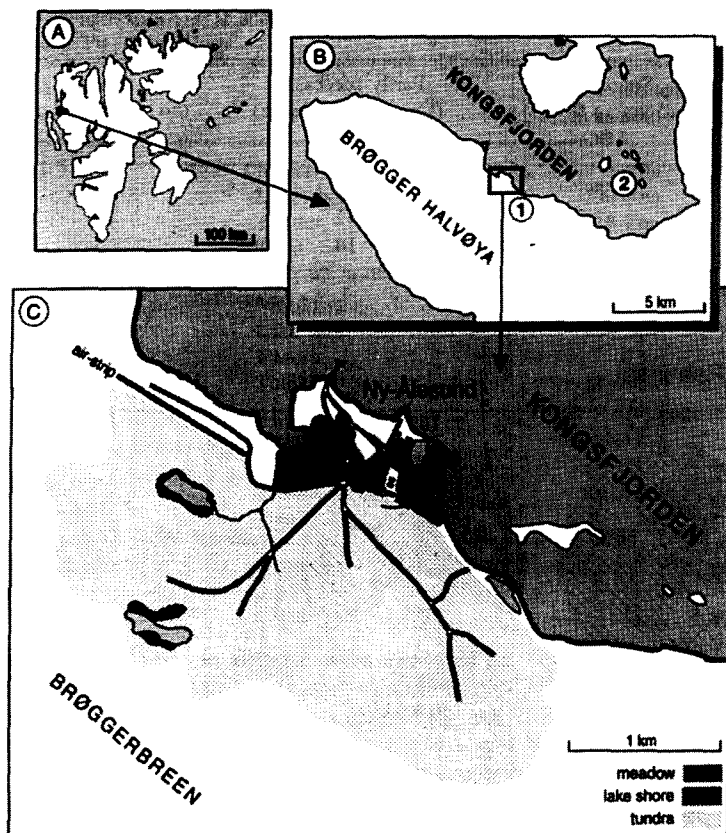 A
100 km
B
KONGSFJORDEN
BRØGGER HALVØYA
1
2
5 km
C
air-strip
Ny-Ålesund
KONGSFJORDEN
BRØGGERBREEN
1 km
meadow
lake shore
tundra